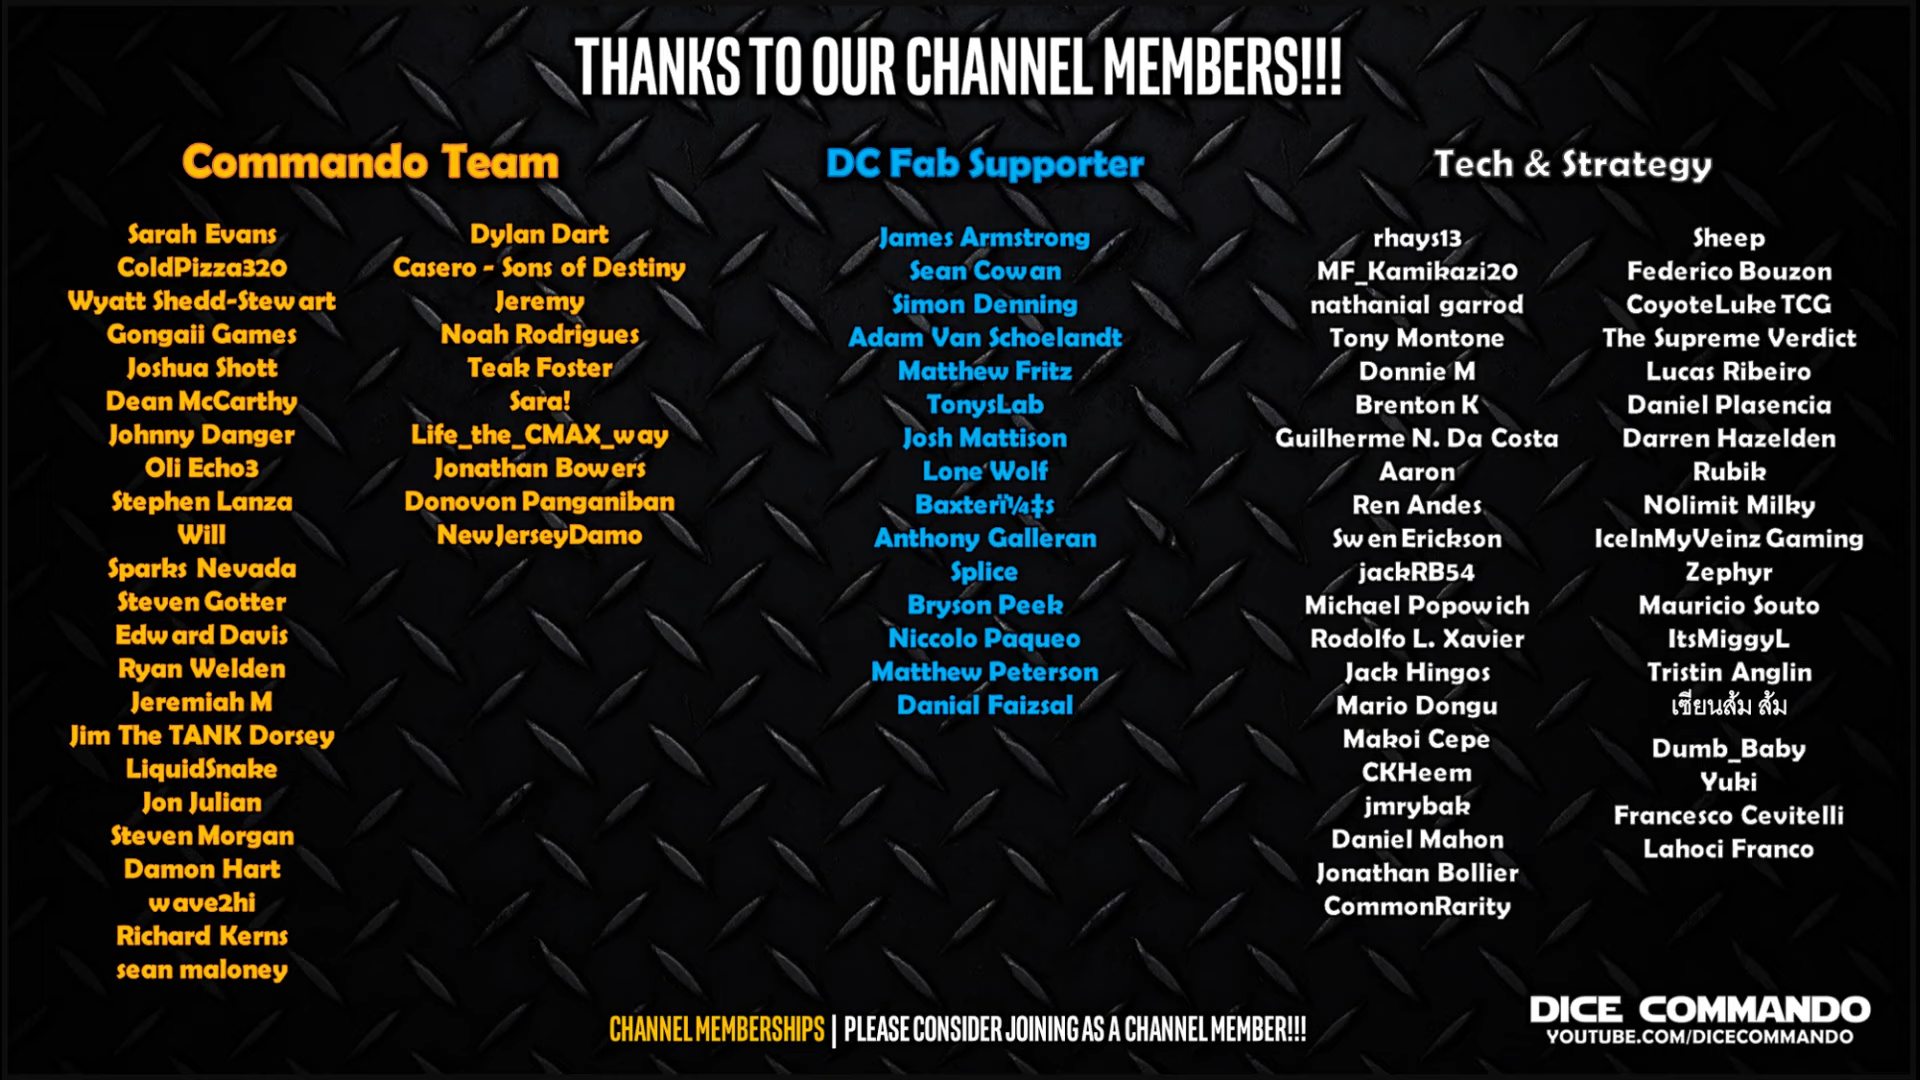 THANKS TO OUR CHANNEL MEMBERS!!!
Commando Team
Sarah Evans
ColdPizza320
Wyatt Shedd-Stewart
Gongaii Games
Joshua Shott
Dean McCarthy
Johnny Danger
Oli Echo3
Stephen Lanza
Will
Sparks Nevada
Steven Gotter
Edward Davis
Ryan Welden
Jeremiah M
Jim The TANK Dorsey
LiquidSnake
Jon Julian
Steven Morgan
Damon Hart
wave2hi
Richard Kerns
sean maloney
Dylan Dart
Casero - Sons of Destiny
Jeremy
Noah Rodrigues
Teak Foster
Sara!
Life_the_CMAX_way
Jonathan Bowers
Donovon Panganiban
NewJerseyDamo
DC Fab Supporter
James Armstrong
Sean Cowan
Simon Denning
Adam Van Schoelandt
Matthew Fritz
TonysLab
Josh Mattison
Lone Wolf
Baxterï¼‡s
Anthony Galleran
Splice
Bryson Peek
Niccolo Paqueo
Matthew Peterson
Danial Faizsal
Tech & Strategy
rhays13
MF_Kamikazi20
nathanial garrod
Tony Montone
Donnie M
Brenton K
Guilherme N. Da Costa
Aaron
Ren Andes
Swen Erickson
jackRB54
Michael Popowich
Rodolfo L. Xavier
Jack Hingos
Mario Dongu
Makoi Cepe
CKHeem
jmrybak
Daniel Mahon
Jonathan Bollier
CommonRarity
Sheep
Federico Bouzon
CoyoteLuke TCG
The Supreme Verdict
Lucas Ribeiro
Daniel Plasencia
Darren Hazelden
Rubik
N0limit Milky
IceInMyVeinz Gaming
Zephyr
Mauricio Souto
ItsMiggyL
Tristin Anglin
เซียนส้ม ส้ม
Dumb_Baby
Yuki
Francesco Cevitelli
Lahoci Franco
CHANNEL MEMBERSHIPS | PLEASE CONSIDER JOINING AS A CHANNEL MEMBER!!!
DICE COMMANDO
YOUTUBE.COM/DICECOMMANDO